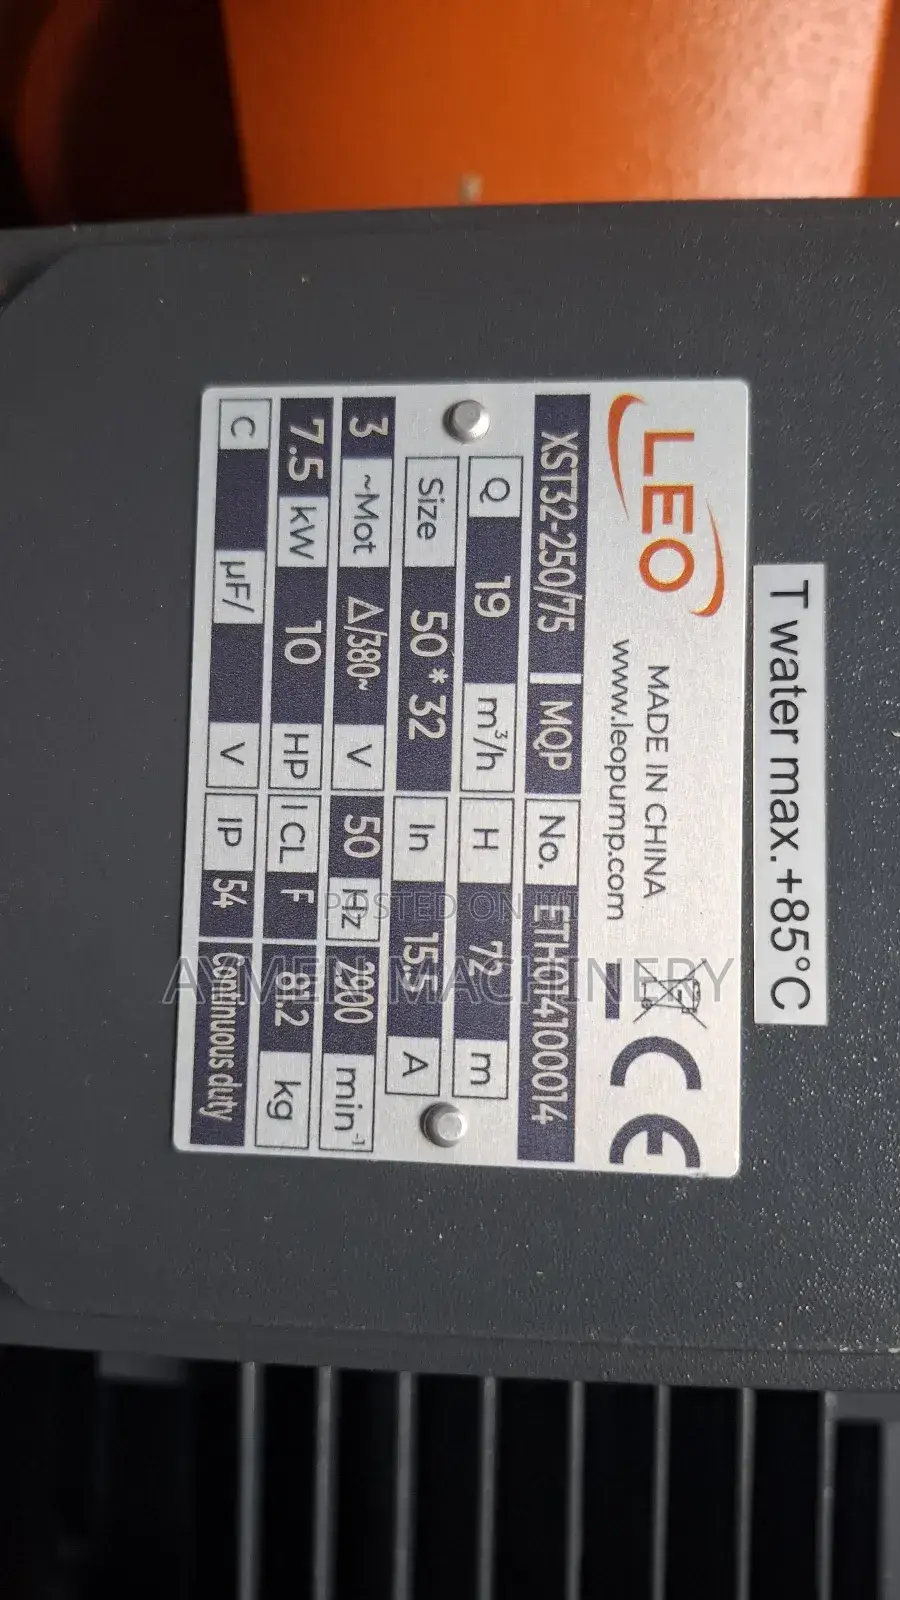 T water max.+85°C
LEO
MADE IN CHINA
www.leopump.com
CE
XST32-250/75 | MQP No. ETH014100014
Q 19 m³/h H 72 m
Size 50*32 In 15.5 A
3 ~Mot △/380~ V 50 Hz 2900 min⁻¹
7.5 kW 10 HP I CL F 81.2 kg
C µF/ V IP 54 Continuous duty
POSTED ON
AYMEN MACHINERY